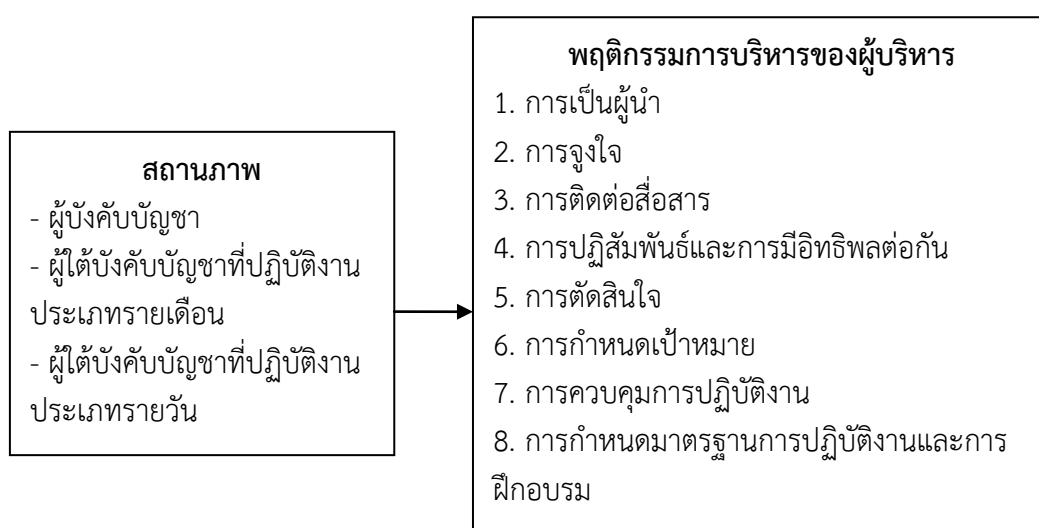 สถานภาพ
- ผู้บังคับบัญชา
- ผู้ใต้บังคับบัญชาที่ปฏิบัติงาน
ประเภทรายเดือน
- ผู้ใต้บังคับบัญชาที่ปฏิบัติงาน
ประเภทรายวัน
พฤติกรรมการบริหารของผู้บริหาร
1. การเป็นผู้นำ
2. การจูงใจ
3. การติดต่อสื่อสาร
4. การปฏิสัมพันธ์และการมีอิทธิพลต่อกัน
5. การตัดสินใจ
6. การกำหนดเป้าหมาย
7. การควบคุมการปฏิบัติงาน
8. การกำหนดมาตรฐานการปฏิบัติงานและการ
ฝึกอบรม